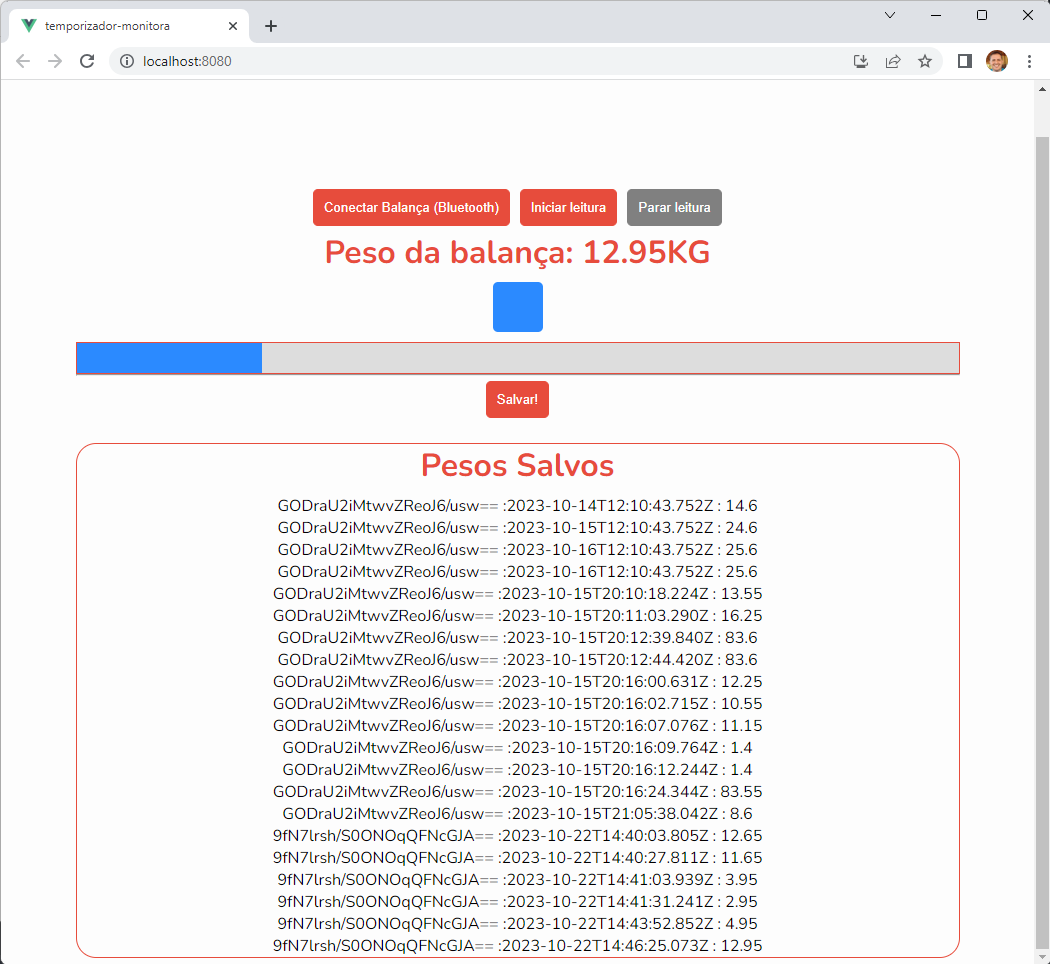 temporizador-monitora
localhost:8080
Conectar Balança (Bluetooth) Iniciar leitura Parar leitura
Peso da balança: 12.95KG
Salvar!
Pesos Salvos
GODraU2iMtwvZReoJ6/usw== :2023-10-14T12:10:43.752Z : 14.6
GODraU2iMtwvZReoJ6/usw== :2023-10-15T12:10:43.752Z : 24.6
GODraU2iMtwvZReoJ6/usw== :2023-10-16T12:10:43.752Z : 25.6
GODraU2iMtwvZReoJ6/usw== :2023-10-16T12:10:43.752Z : 25.6
GODraU2iMtwvZReoJ6/usw== :2023-10-15T20:10:18.224Z : 13.55
GODraU2iMtwvZReoJ6/usw== :2023-10-15T20:11:03.290Z : 16.25
GODraU2iMtwvZReoJ6/usw== :2023-10-15T20:12:39.840Z : 83.6
GODraU2iMtwvZReoJ6/usw== :2023-10-15T20:12:44.420Z : 83.6
GODraU2iMtwvZReoJ6/usw== :2023-10-15T20:16:00.631Z : 12.25
GODraU2iMtwvZReoJ6/usw== :2023-10-15T20:16:02.715Z : 10.55
GODraU2iMtwvZReoJ6/usw== :2023-10-15T20:16:07.076Z : 11.15
GODraU2iMtwvZReoJ6/usw== :2023-10-15T20:16:09.764Z : 1.4
GODraU2iMtwvZReoJ6/usw== :2023-10-15T20:16:12.244Z : 1.4
GODraU2iMtwvZReoJ6/usw== :2023-10-15T20:16:24.344Z : 83.55
GODraU2iMtwvZReoJ6/usw== :2023-10-15T21:05:38.042Z : 8.6
9fN7lrsh/S0ONOqQFNcGJA== :2023-10-22T14:40:03.805Z : 12.65
9fN7lrsh/S0ONOqQFNcGJA== :2023-10-22T14:40:27.811Z : 11.65
9fN7lrsh/S0ONOqQFNcGJA== :2023-10-22T14:41:03.939Z : 3.95
9fN7lrsh/S0ONOqQFNcGJA== :2023-10-22T14:41:31.241Z : 2.95
9fN7lrsh/S0ONOqQFNcGJA== :2023-10-22T14:43:52.852Z : 4.95
9fN7lrsh/S0ONOqQFNcGJA== :2023-10-22T14:46:25.073Z : 12.95